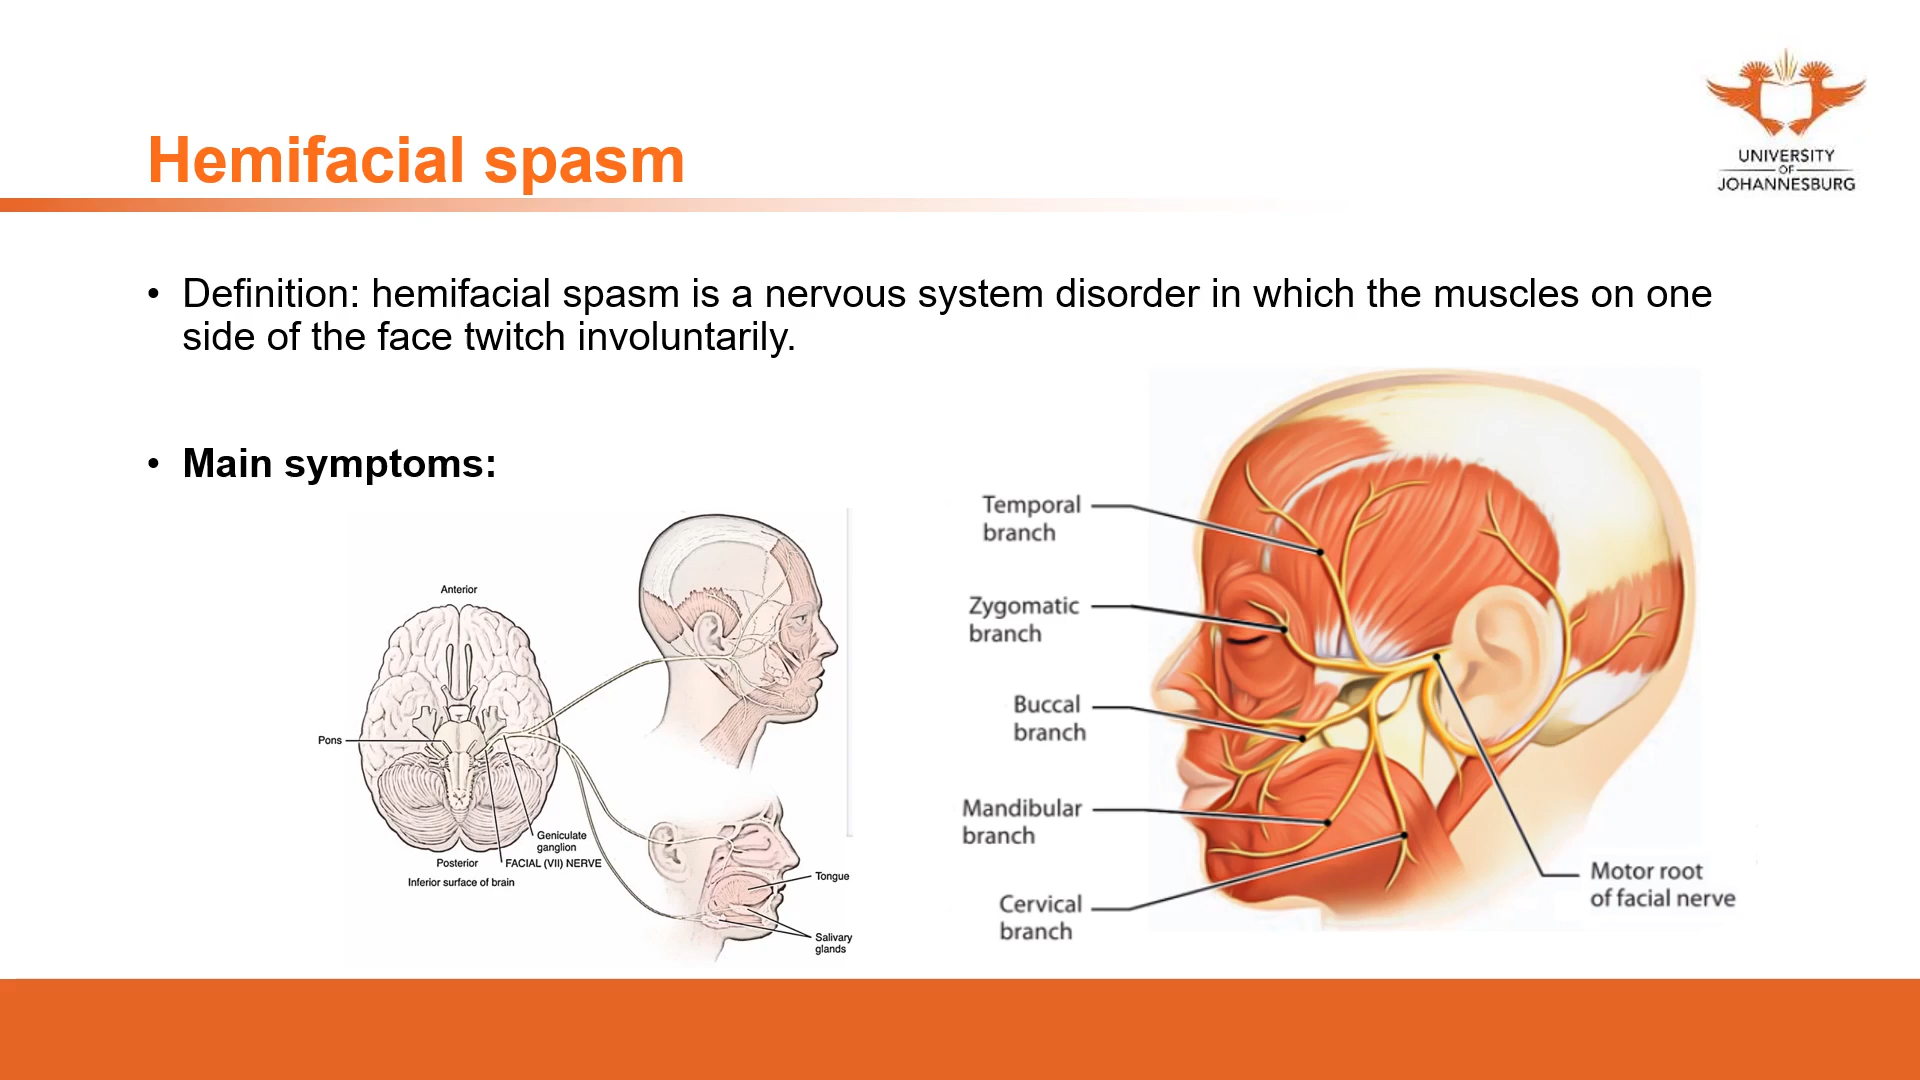 UNIVERSITY
OF
JOHANNESBURG
Hemifacial spasm
• Definition: hemifacial spasm is a nervous system disorder in which the muscles on one
side of the face twitch involuntarily.
• Main symptoms:
Anterior
Pons
Geniculate
ganglion
Posterior
FACIAL (VII) NERVE
Inferior surface of brain
Tongue
Salivary
glands
Temporal
branch
Zygomatic
branch
Buccal
branch
Mandibular
branch
Cervical
branch
Motor root
of facial nerve